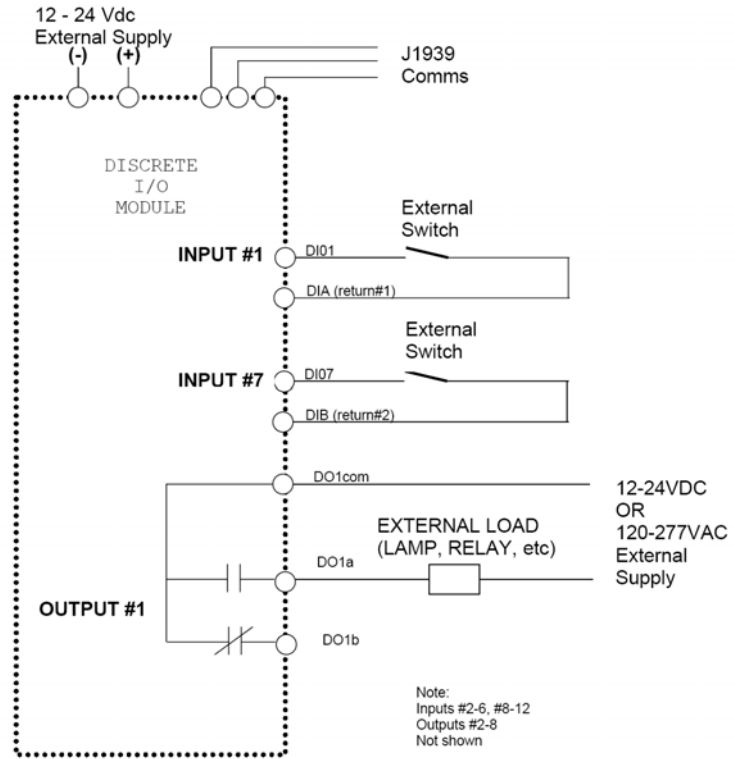 12 - 24 Vdc
External Supply
(-) (+)
J1939
Comms
DISCRETE
I/O
MODULE
External
Switch
INPUT #1
DI01
DIA (return#1)
External
Switch
INPUT #7
DI07
DIB (return#2)
DO1com
12-24VDC
OR
120-277VAC
External
Supply
EXTERNAL LOAD
(LAMP, RELAY, etc)
DO1a
OUTPUT #1
DO1b
Note:
Inputs #2-6, #8-12
Outputs #2-8
Not shown